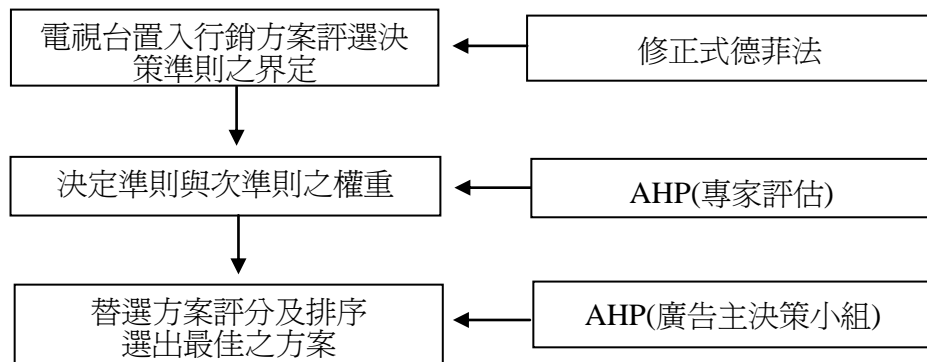 電視台置入行銷方案評選決
策準則之界定
修正式德菲法
決定準則與次準則之權重
AHP(專家評估)
替選方案評分及排序
選出最佳之方案
AHP(廣告主決策小組)